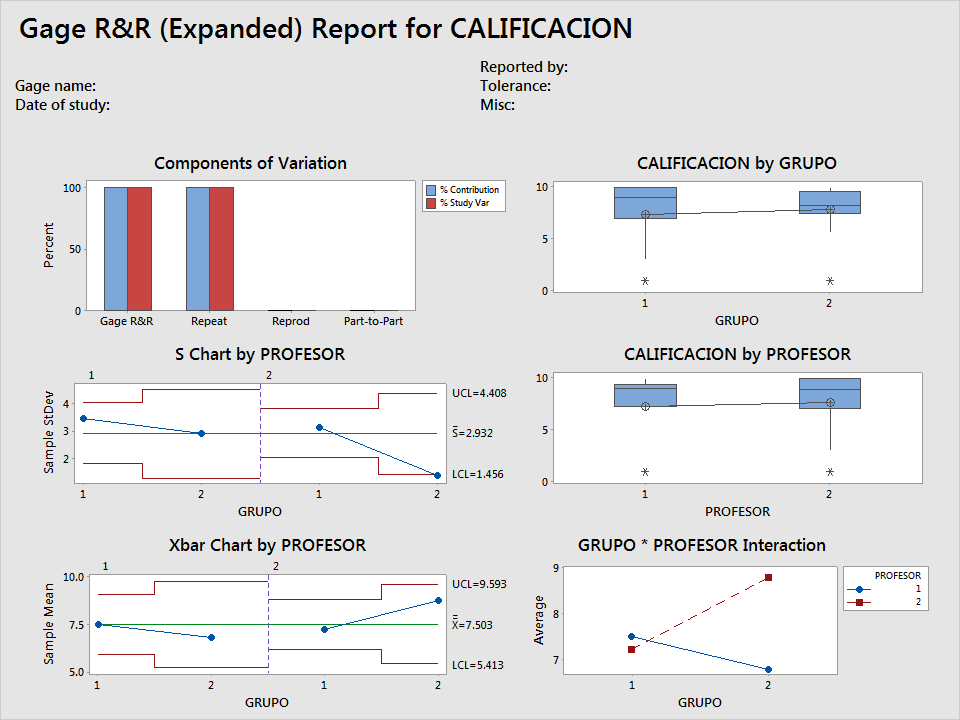 Gage R&R (Expanded) Report for CALIFICACION
Reported by:
Gage name:
Tolerance:
Date of study:
Misc:
Components of Variation
100
50
0
Percent
Gage R&R Repeat Reprod Part-to-Part
% Contribution
% Study Var
CALIFICACION by GRUPO
10
5
0
1 2
GRUPO
S Chart by PROFESOR
1 2
4
3
2
Sample StDev
UCL=4.408
S̅=2.932
LCL=1.456
1 2 1 2
GRUPO
CALIFICACION by PROFESOR
10
5
0
1 2
PROFESOR
Xbar Chart by PROFESOR
1 2
10.0
7.5
5.0
Sample Mean
UCL=9.593
X̿=7.503
LCL=5.413
1 2 1 2
GRUPO
GRUPO * PROFESOR Interaction
9
8
7
Average
1 2
GRUPO
PROFESOR
1
2